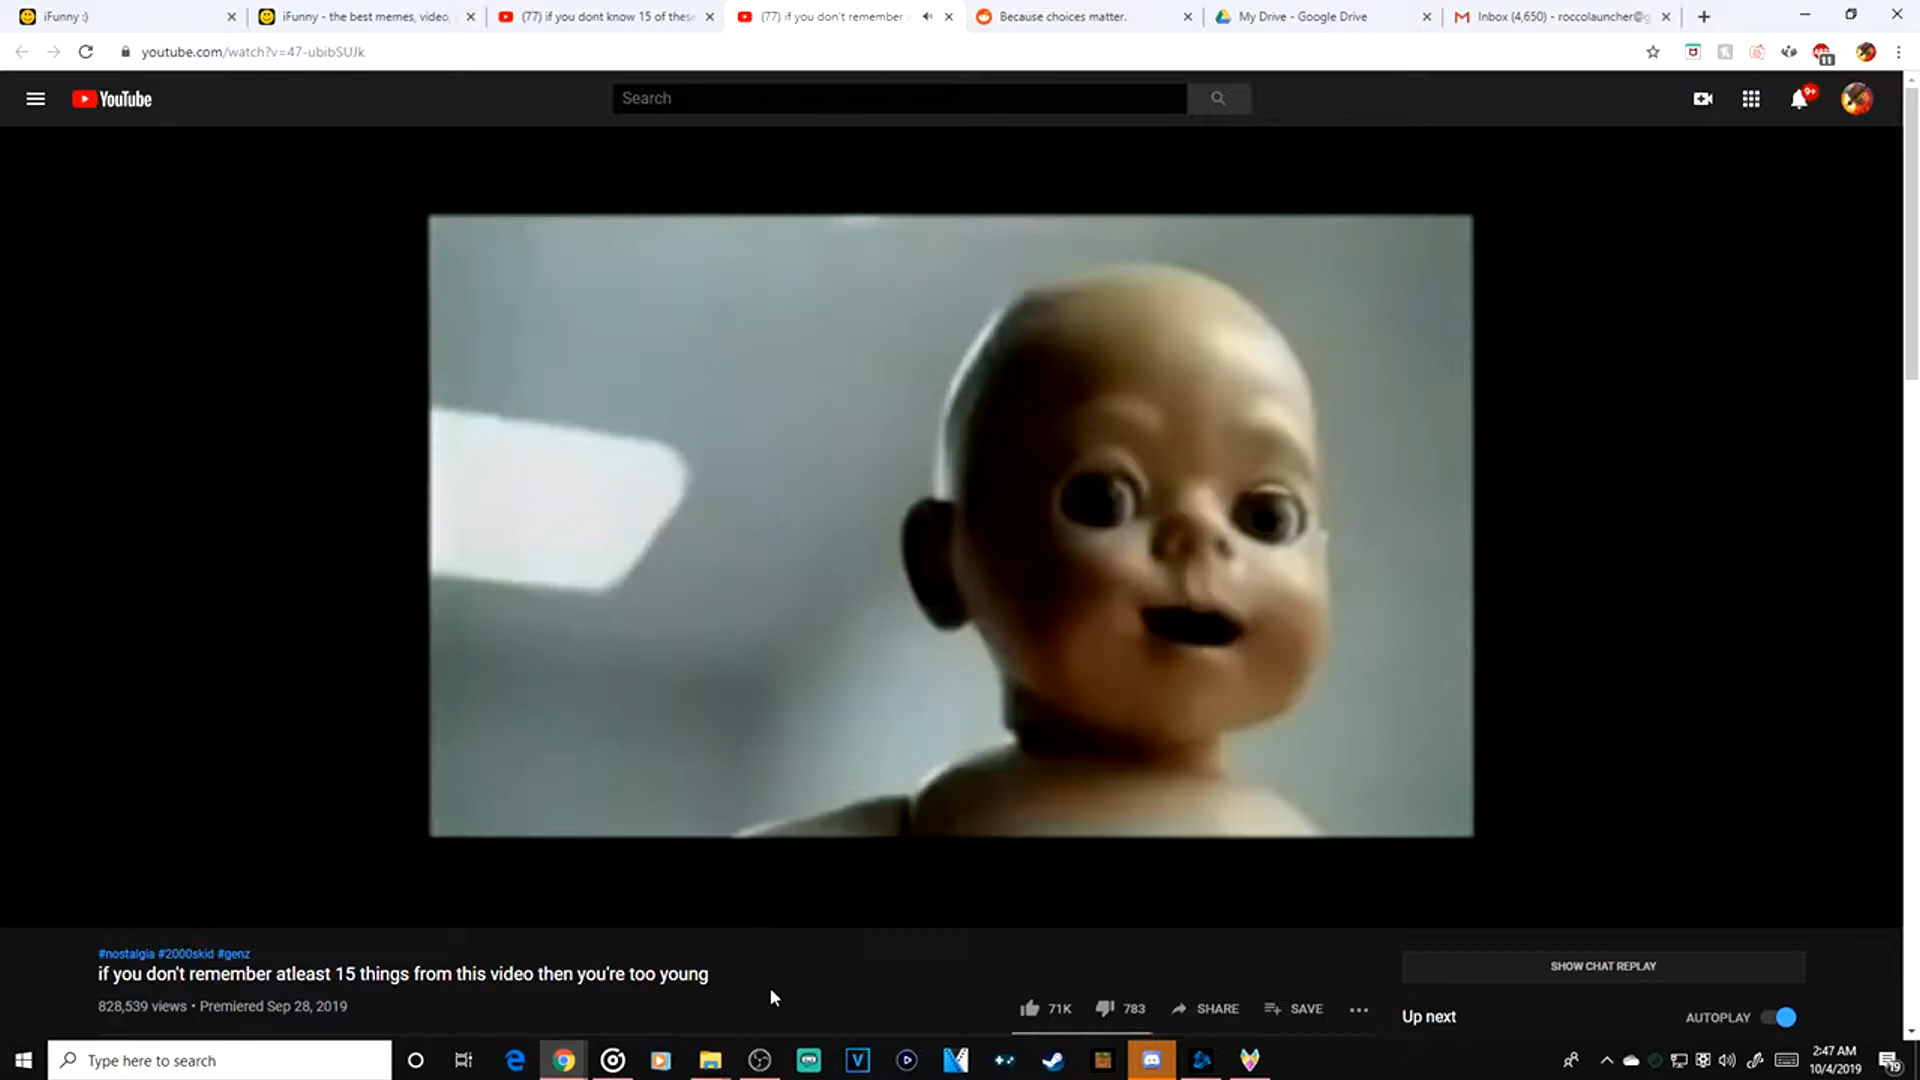 iFunny :)
iFunny - the best memes, video,
(77) if you dont know 15 of these
(77) if you don't remember
Because choices matter.
My Drive - Google Drive
Inbox (4,650) - roccolauncher@g
youtube.com/watch?v=47-ubibSUJk
11
YouTube
Search
9+
#nostalgia #2000skid #genz
if you don't remember atleast 15 things from this video then you're too young
828,539 views • Premiered Sep 28, 2019
71K
783
SHARE
SAVE
SHOW CHAT REPLAY
Up next
AUTOPLAY
Type here to search
2:47 AM
10/4/2019
19